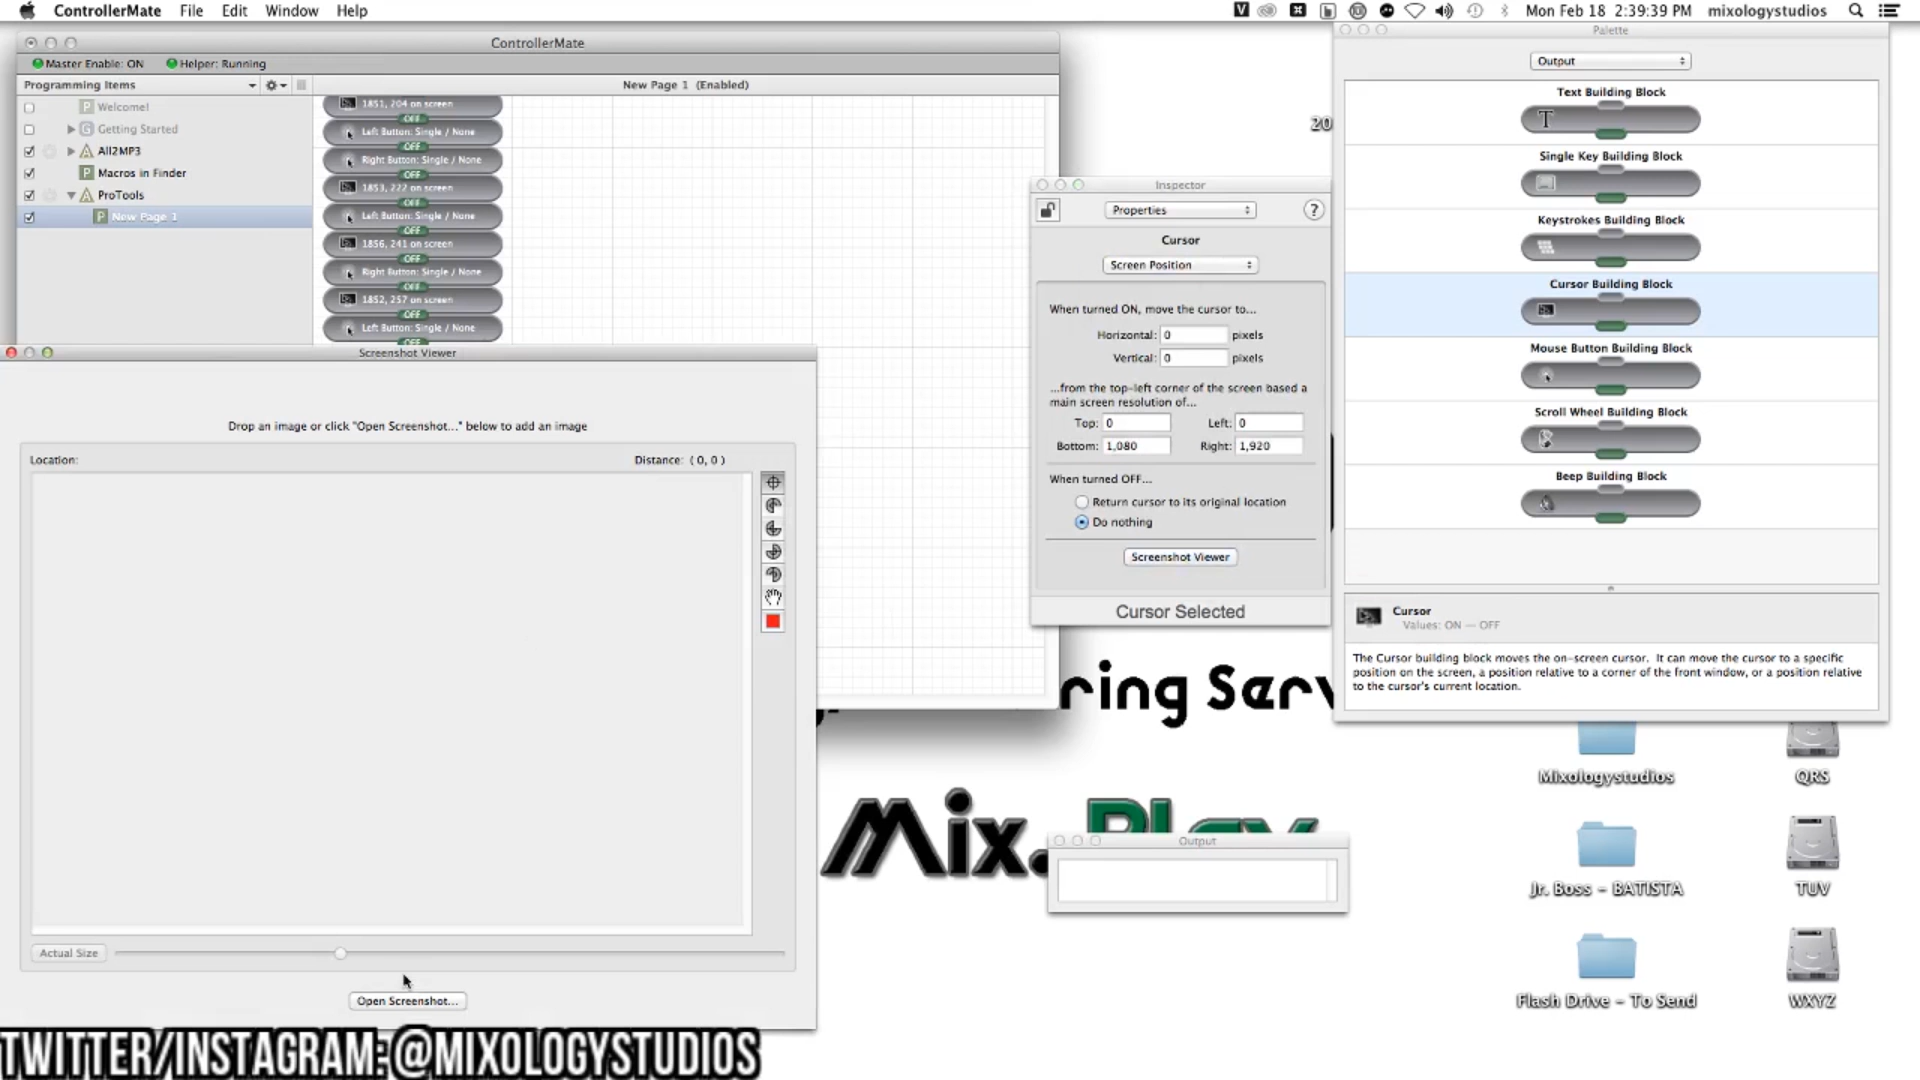 ControllerMate File Edit Window Help
Mon Feb 18 2:39:39 PM mixologystudios
ControllerMate
Master Enable: ON Helper: Running
Programming Items
New Page 1 (Enabled)
Welcome!
Getting Started
All2MP3
Macros in Finder
ProTools
New Page 1
1851, 204 on screen
OFF
Left Button: Single / None
OFF
Right Button: Single / None
OFF
1853, 222 on screen
OFF
Left Button: Single / None
OFF
1856, 241 on screen
OFF
Right Button: Single / None
OFF
1852, 257 on screen
OFF
Left Button: Single / None
OFF
Screenshot Viewer
Drop an image or click "Open Screenshot..." below to add an image
Location: Distance: ( 0, 0 )
Actual Size
Open Screenshot...
Inspector
Properties
?
Cursor
Screen Position
When turned ON, move the cursor to...
Horizontal: 0 pixels
Vertical: 0 pixels
...from the top-left corner of the screen based a
main screen resolution of...
Top: 0 Left: 0
Bottom: 1,080 Right: 1,920
When turned OFF...
Return cursor to its original location
Do nothing
Screenshot Viewer
Cursor Selected
Palette
Output
Text Building Block
Single Key Building Block
Keystrokes Building Block
Cursor Building Block
Mouse Button Building Block
Scroll Wheel Building Block
Beep Building Block
Cursor
Values: ON — OFF
The Cursor building block moves the on-screen cursor. It can move the cursor to a specific
position on the screen, a position relative to a corner of the front window, or a position relative
to the cursor's current location.
20
ring Serv
Mix. Play
Output
Mixologystudios
QRS
Jr. Boss - BATISTA
TUV
Flash Drive - To Send
WXYZ
TWITTER/INSTAGRAM: @MIXOLOGYSTUDIOS